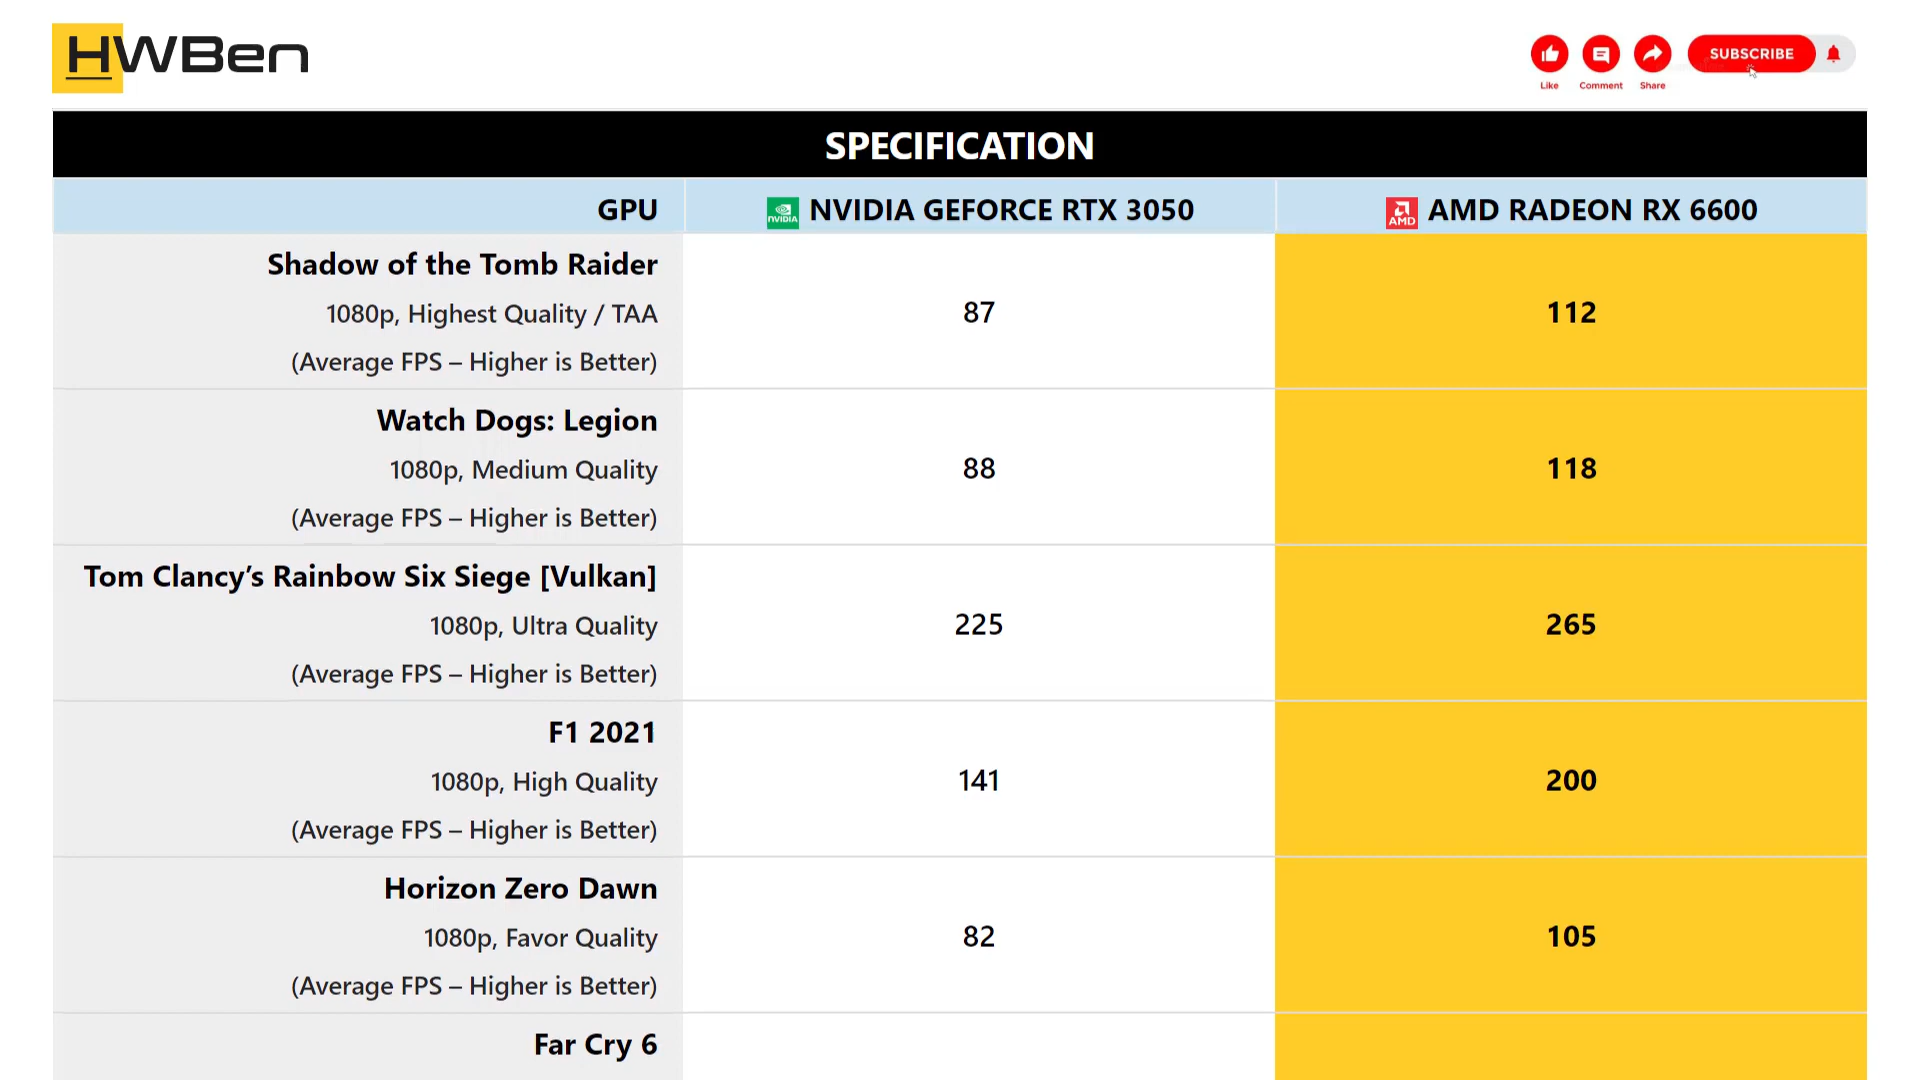 HWBen
Like
Comment
Share
SUBSCRIBE
SPECIFICATION
GPU
NVIDIA
NVIDIA GEFORCE RTX 3050
AMD
AMD RADEON RX 6600
Shadow of the Tomb Raider
1080p, Highest Quality / TAA
(Average FPS – Higher is Better)
87
112
Watch Dogs: Legion
1080p, Medium Quality
(Average FPS – Higher is Better)
88
118
Tom Clancy’s Rainbow Six Siege [Vulkan]
1080p, Ultra Quality
(Average FPS – Higher is Better)
225
265
F1 2021
1080p, High Quality
(Average FPS – Higher is Better)
141
200
Horizon Zero Dawn
1080p, Favor Quality
(Average FPS – Higher is Better)
82
105
Far Cry 6